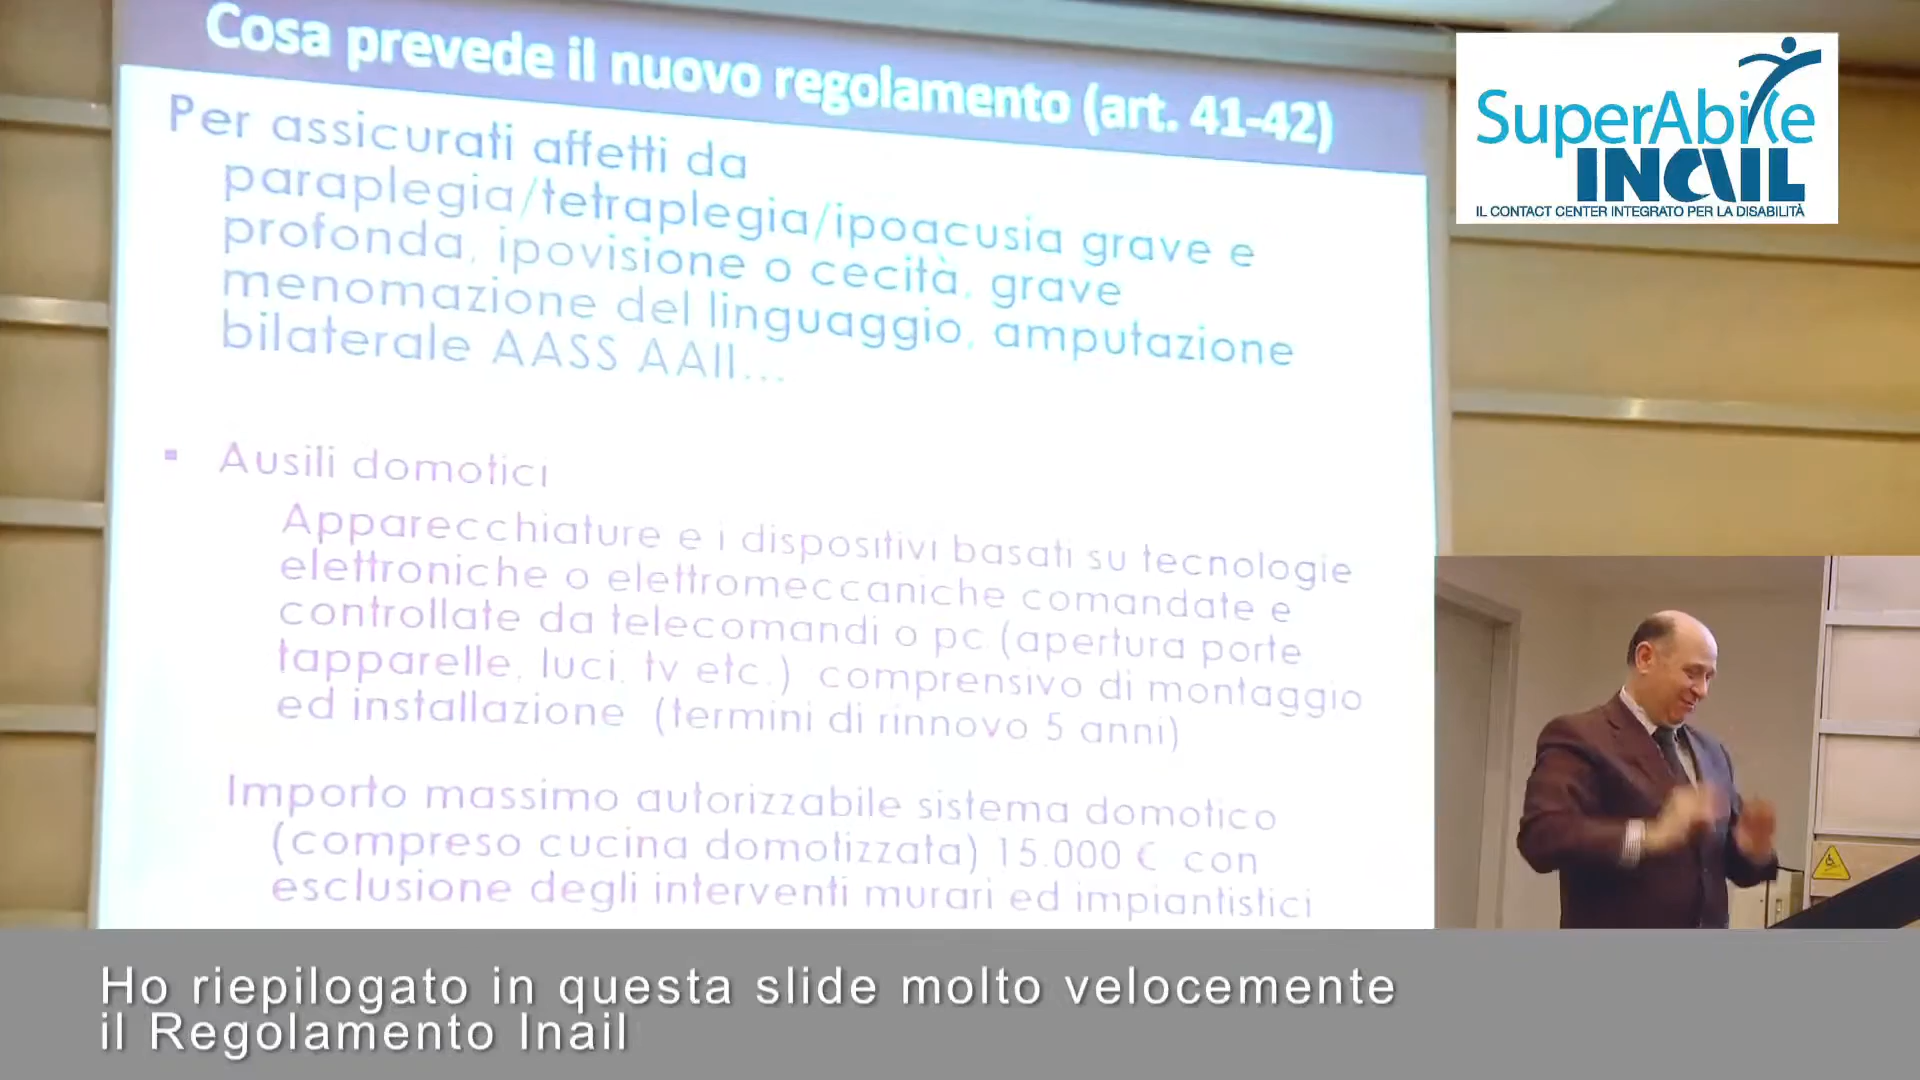 Cosa prevede il nuovo regolamento (art. 41-42)
Per assicurati affetti da
paraplegia/tetraplegia/ipoacusia grave e
profonda, ipovisione o cecità, grave
menomazione del linguaggio, amputazione
bilaterale AASS AAII...
▪ Ausili domotici
Apparecchiature e i dispositivi basati su tecnologie
elettroniche o elettromeccaniche comandate e
controllate da telecomandi o pc (apertura porte
tapparelle, luci, tv etc.) comprensivo di montaggio
ed installazione (termini di rinnovo 5 anni)
Importo massimo autorizzabile sistema domotico
(compreso cucina domotizzata) 15.000 € con
esclusione degli interventi murari ed impiantistici
SuperAbile
INAIL
IL CONTACT CENTER INTEGRATO PER LA DISABILITÀ
Ho riepilogato in questa slide molto velocemente
il Regolamento Inail